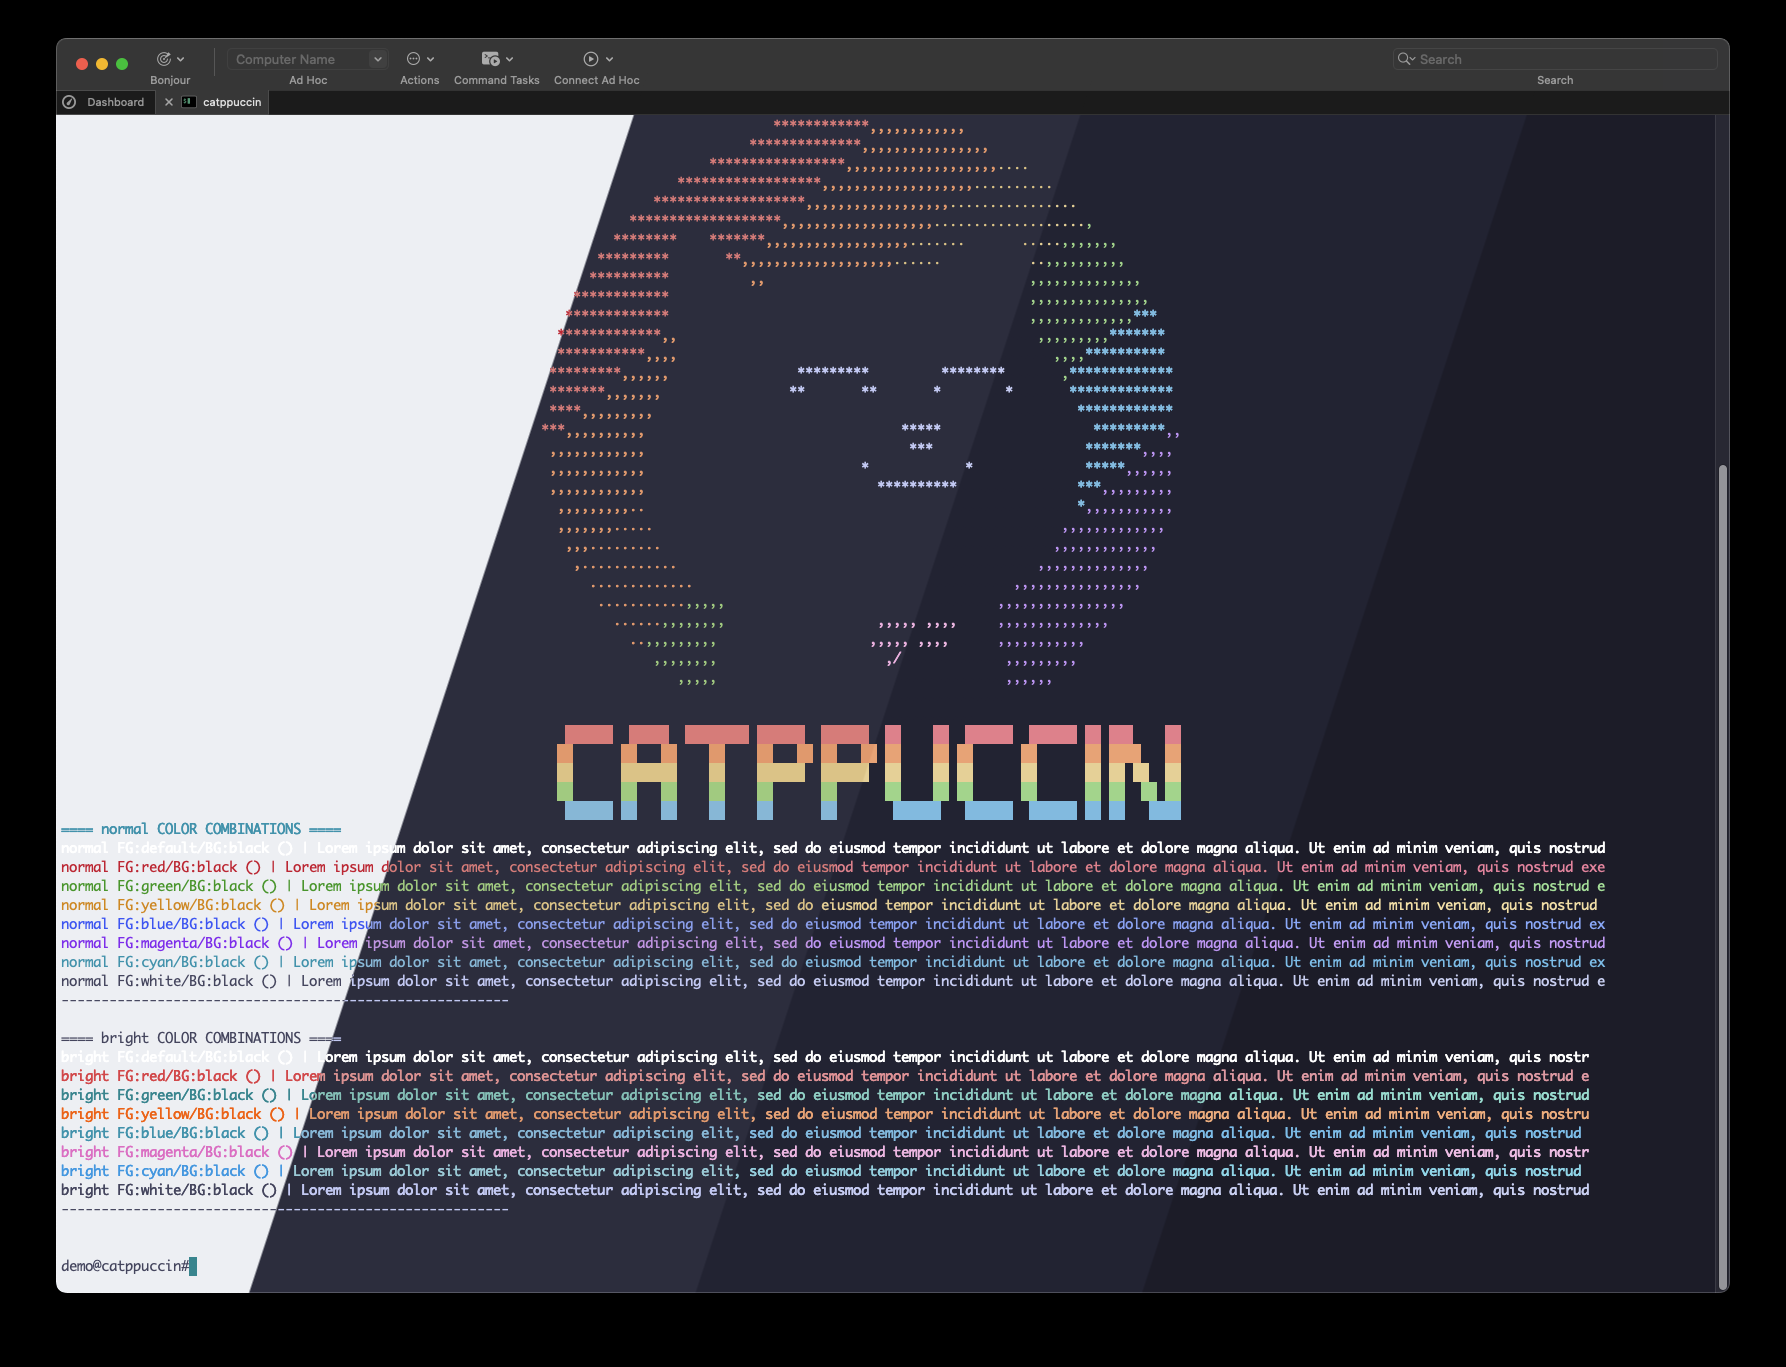 Computer Name
Search
Bonjour
Ad Hoc
Actions
Command Tasks
Connect Ad Hoc
Search
Dashboard
catppuccin
CATPPUCCIN
==== normal COLOR COMBINATIONS ====
normal FG:default/BG:black () | Lorem ipsum dolor sit amet, consectetur adipiscing elit, sed do eiusmod tempor incididunt ut labore et dolore magna aliqua. Ut enim ad minim veniam, quis nostrud
normal FG:red/BG:black () | Lorem ipsum dolor sit amet, consectetur adipiscing elit, sed do eiusmod tempor incididunt ut labore et dolore magna aliqua. Ut enim ad minim veniam, quis nostrud exe
normal FG:green/BG:black () | Lorem ipsum dolor sit amet, consectetur adipiscing elit, sed do eiusmod tempor incididunt ut labore et dolore magna aliqua. Ut enim ad minim veniam, quis nostrud e
normal FG:yellow/BG:black () | Lorem ipsum dolor sit amet, consectetur adipiscing elit, sed do eiusmod tempor incididunt ut labore et dolore magna aliqua. Ut enim ad minim veniam, quis nostrud
normal FG:blue/BG:black () | Lorem ipsum dolor sit amet, consectetur adipiscing elit, sed do eiusmod tempor incididunt ut labore et dolore magna aliqua. Ut enim ad minim veniam, quis nostrud ex
normal FG:magenta/BG:black () | Lorem ipsum dolor sit amet, consectetur adipiscing elit, sed do eiusmod tempor incididunt ut labore et dolore magna aliqua. Ut enim ad minim veniam, quis nostrud
normal FG:cyan/BG:black () | Lorem ipsum dolor sit amet, consectetur adipiscing elit, sed do eiusmod tempor incididunt ut labore et dolore magna aliqua. Ut enim ad minim veniam, quis nostrud ex
normal FG:white/BG:black () | Lorem ipsum dolor sit amet, consectetur adipiscing elit, sed do eiusmod tempor incididunt ut labore et dolore magna aliqua. Ut enim ad minim veniam, quis nostrud e
--------------------------------------------------------
==== bright COLOR COMBINATIONS ====
bright FG:default/BG:black () | Lorem ipsum dolor sit amet, consectetur adipiscing elit, sed do eiusmod tempor incididunt ut labore et dolore magna aliqua. Ut enim ad minim veniam, quis nostr
bright FG:red/BG:black () | Lorem ipsum dolor sit amet, consectetur adipiscing elit, sed do eiusmod tempor incididunt ut labore et dolore magna aliqua. Ut enim ad minim veniam, quis nostrud e
bright FG:green/BG:black () | Lorem ipsum dolor sit amet, consectetur adipiscing elit, sed do eiusmod tempor incididunt ut labore et dolore magna aliqua. Ut enim ad minim veniam, quis nostrud
bright FG:yellow/BG:black () | Lorem ipsum dolor sit amet, consectetur adipiscing elit, sed do eiusmod tempor incididunt ut labore et dolore magna aliqua. Ut enim ad minim veniam, quis nostru
bright FG:blue/BG:black () | Lorem ipsum dolor sit amet, consectetur adipiscing elit, sed do eiusmod tempor incididunt ut labore et dolore magna aliqua. Ut enim ad minim veniam, quis nostrud
bright FG:magenta/BG:black () | Lorem ipsum dolor sit amet, consectetur adipiscing elit, sed do eiusmod tempor incididunt ut labore et dolore magna aliqua. Ut enim ad minim veniam, quis nostr
bright FG:cyan/BG:black () | Lorem ipsum dolor sit amet, consectetur adipiscing elit, sed do eiusmod tempor incididunt ut labore et dolore magna aliqua. Ut enim ad minim veniam, quis nostrud
bright FG:white/BG:black () | Lorem ipsum dolor sit amet, consectetur adipiscing elit, sed do eiusmod tempor incididunt ut labore et dolore magna aliqua. Ut enim ad minim veniam, quis nostrud
--------------------------------------------------------
demo@catppuccin#